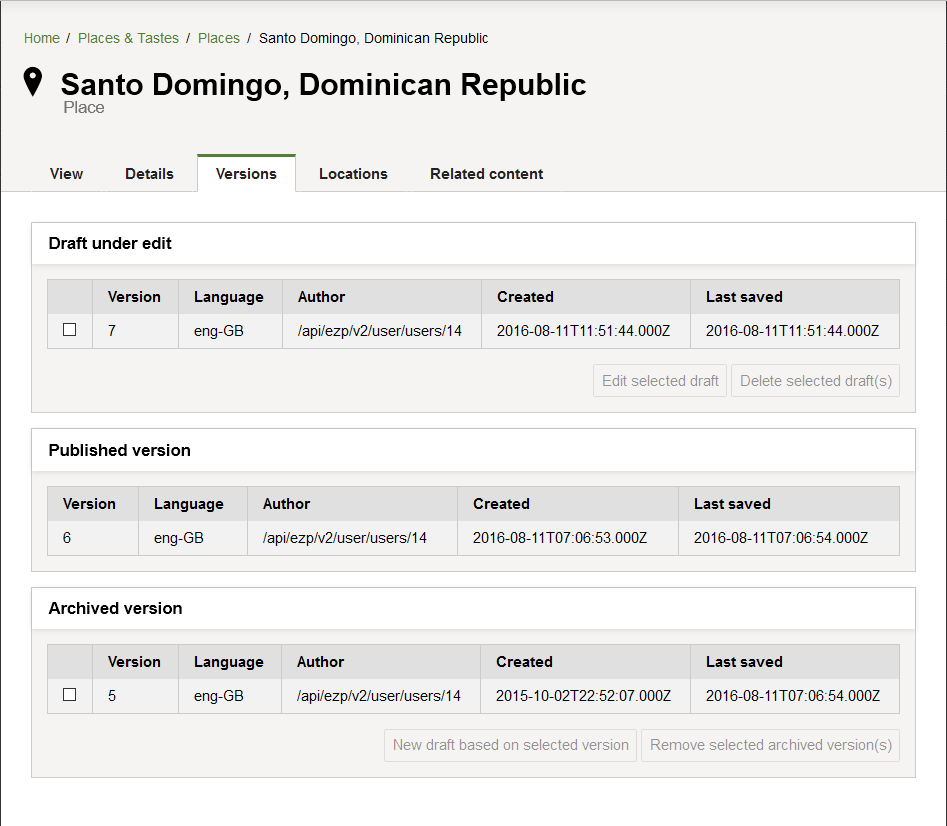 Home / Places & Tastes / Places / Santo Domingo, Dominican Republic
Santo Domingo, Dominican Republic
Place
View Details Versions Locations Related content
Draft under edit
Version Language Author Created Last saved
7 eng-GB /api/ezp/v2/user/users/14 2016-08-11T11:51:44.000Z 2016-08-11T11:51:44.000Z
Edit selected draft Delete selected draft(s)
Published version
Version Language Author Created Last saved
6 eng-GB /api/ezp/v2/user/users/14 2016-08-11T07:06:53.000Z 2016-08-11T07:06:54.000Z
Archived version
Version Language Author Created Last saved
5 eng-GB /api/ezp/v2/user/users/14 2015-10-02T22:52:07.000Z 2016-08-11T07:06:54.000Z
New draft based on selected version Remove selected archived version(s)